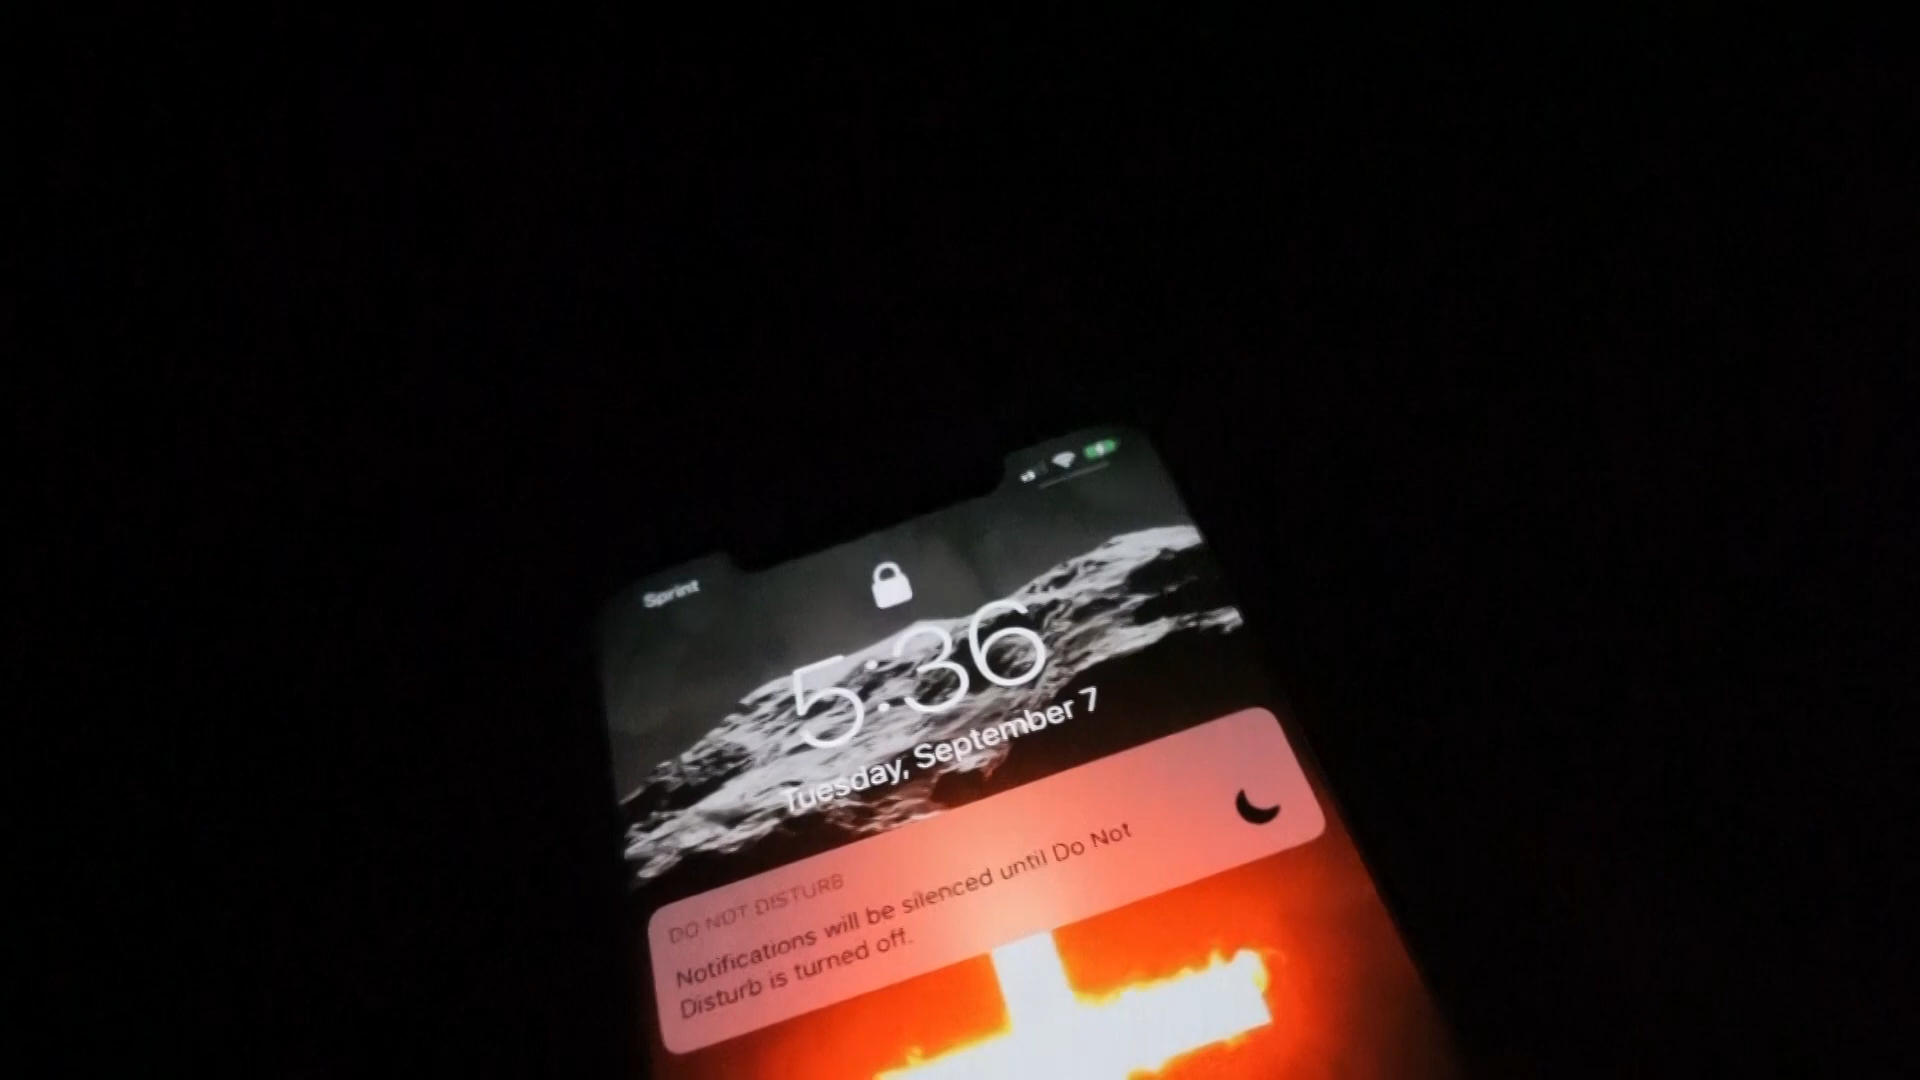 Sprint
5:36
Tuesday, September 7
DO NOT DISTURB
Notifications will be silenced until Do Not
Disturb is turned off.